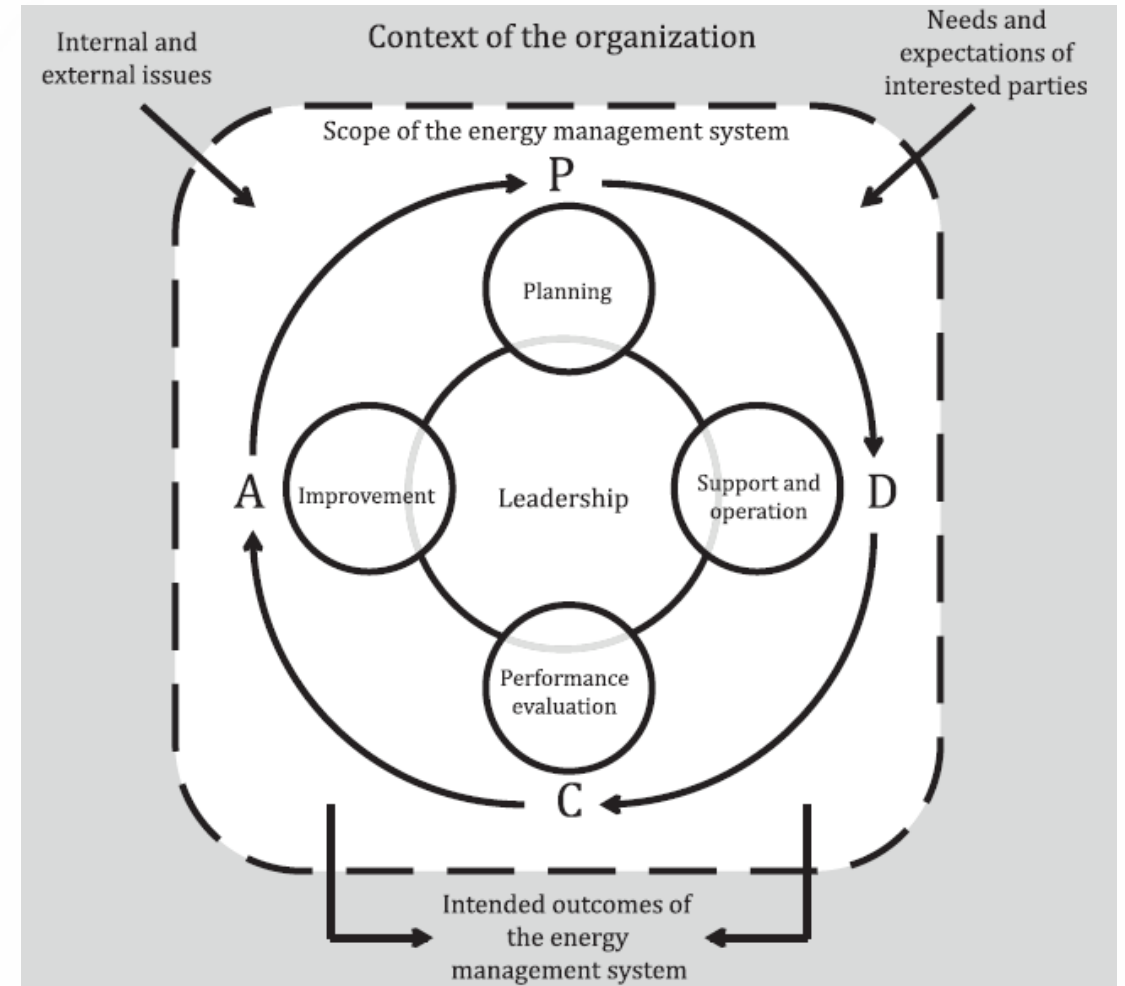 Context of the organization
Internal and
external issues
Needs and
expectations of
interested parties
Scope of the energy management system
P
Planning
A
Improvement
Leadership
Support and
operation
D
Performance
evaluation
C
Intended outcomes of
the energy
management system